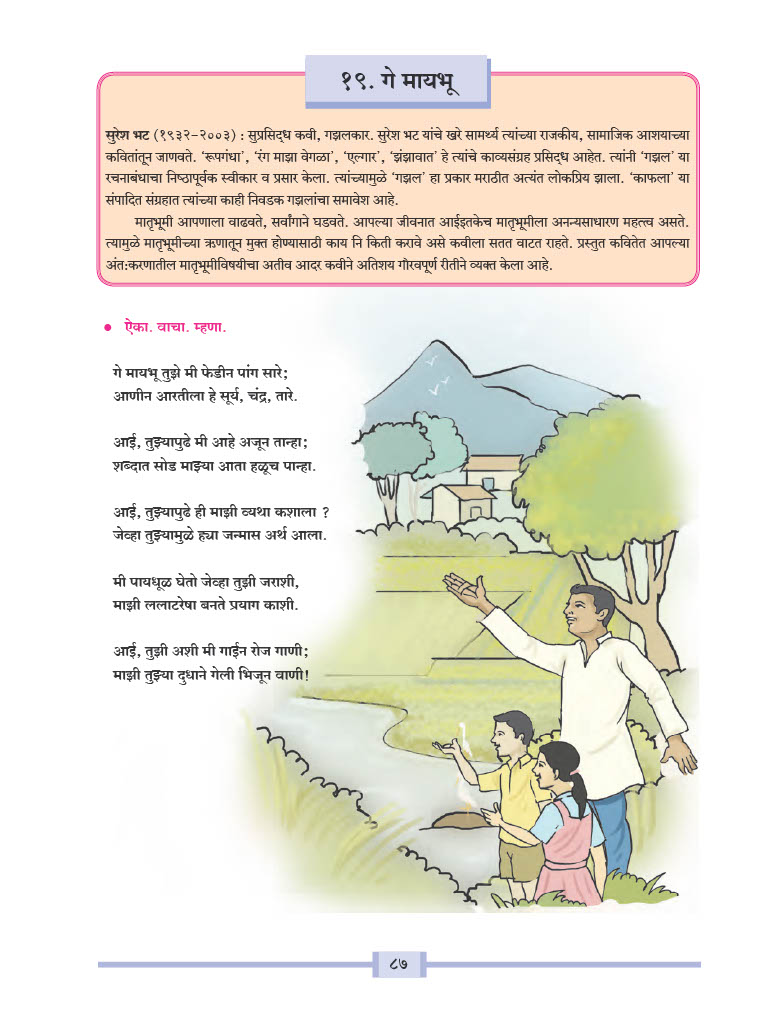 १९. गे मायभू
सुरेश भट (१९३२–२००३) : सुप्रसिद्ध कवी, गझलकार. सुरेश भट यांचे खरे सामर्थ्य त्यांच्या राजकीय, सामाजिक आशयाच्या
कवितांतून जाणवते. ‘रूपगंधा’, ‘रंग माझा वेगळा’, ‘एल्गार’, ‘झंझावात’ हे त्यांचे काव्यसंग्रह प्रसिद्ध आहेत. त्यांनी ‘गझल’ या
रचनाबंधाचा निष्ठापूर्वक स्वीकार व प्रसार केला. त्यांच्यामुळे ‘गझल’ हा प्रकार मराठीत अत्यंत लोकप्रिय झाला. ‘काफला’ या
संपादित संग्रहात त्यांच्या काही निवडक गझलांचा समावेश आहे.
मातृभूमी आपणाला वाढवते, सर्वांगाने घडवते. आपल्या जीवनात आईइतकेच मातृभूमीला अनन्यसाधारण महत्त्व असते.
त्यामुळे मातृभूमीच्या ऋणातून मुक्त होण्यासाठी काय नि किती करावे असे कवीला सतत वाटत राहते. प्रस्तुत कवितेत आपल्या
अंत:करणातील मातृभूमीविषयीचा अतीव आदर कवीने अतिशय गौरवपूर्ण रीतीने व्यक्त केला आहे.
• ऐका. वाचा. म्हणा.
गे मायभू तुझे मी फेडीन पांग सारे;
आणीन आरतीला हे सूर्य, चंद्र, तारे.
आई, तुझ्यापुढे मी आहे अजून तान्हा;
शब्दात सोड माझ्या आता हळूच पान्हा.
आई, तुझ्यापुढे ही माझी व्यथा कशाला ?
जेव्हा तुझ्यामुळे ह्या जन्मास अर्थ आला.
मी पायधूळ घेतो जेव्हा तुझी जराशी,
माझी ललाटरेषा बनते प्रयाग काशी.
आई, तुझी अशी मी गाईन रोज गाणी;
माझी तुझ्या दुधाने गेली भिजून वाणी!
८७